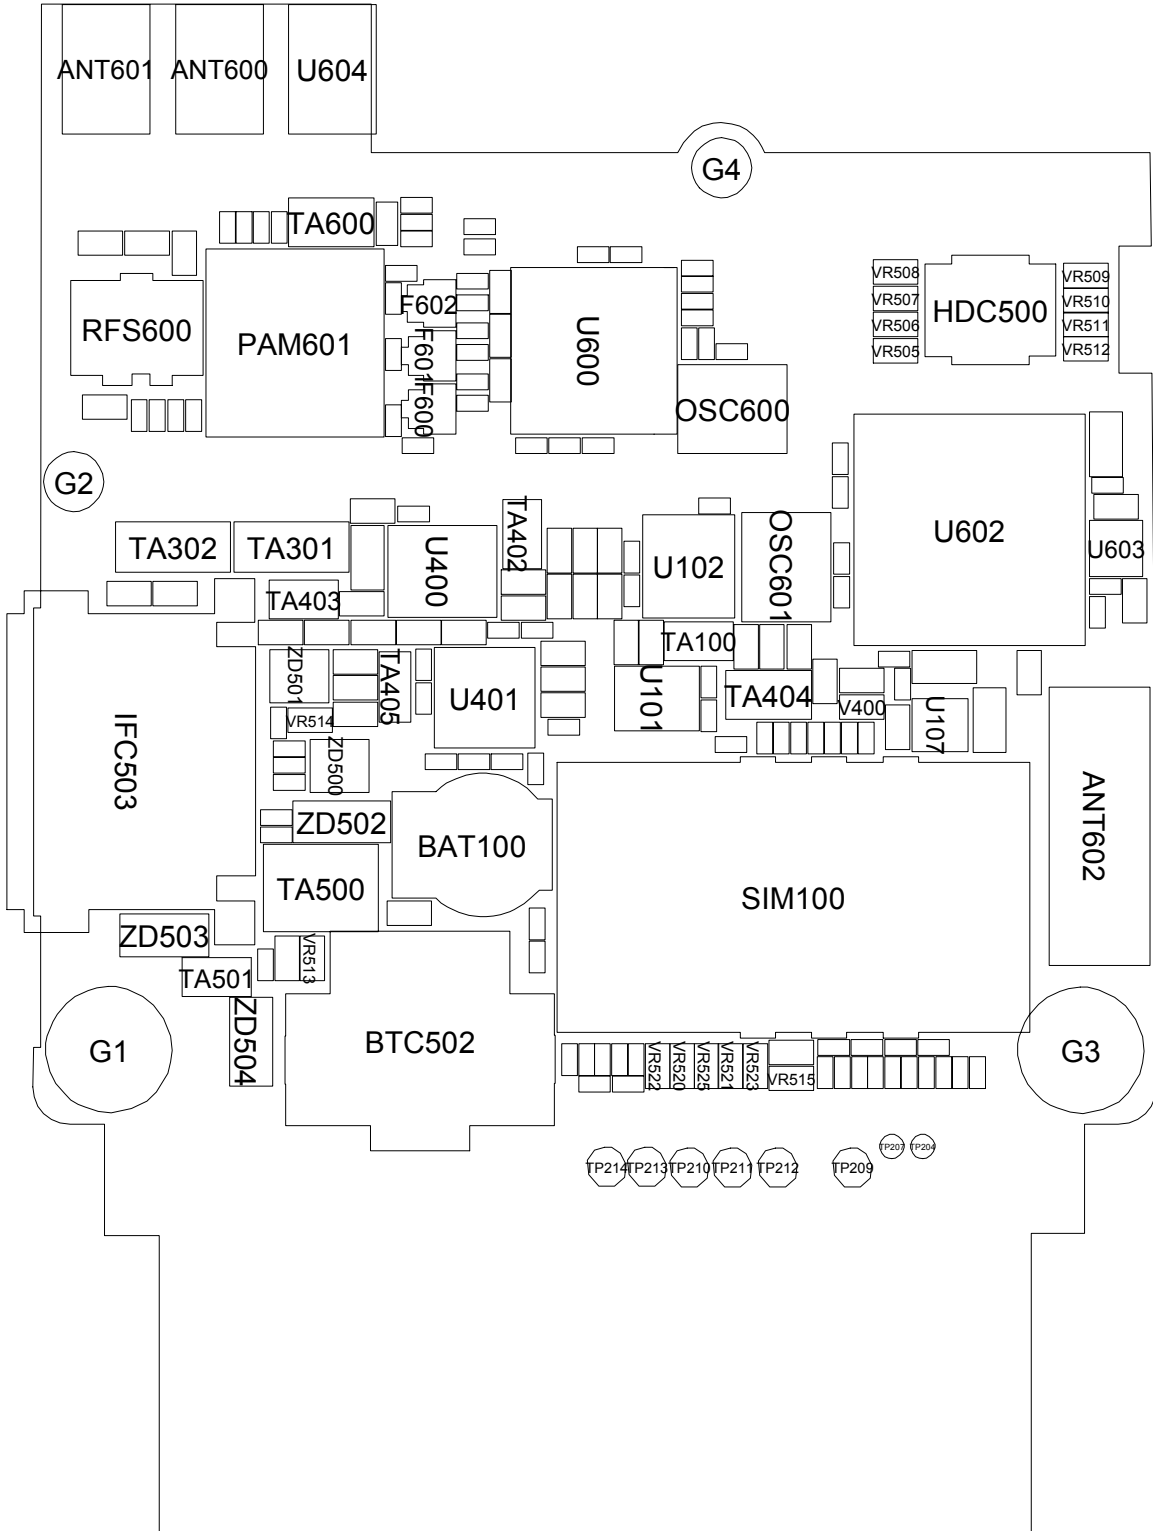 ANT601 ANT600 U604
G4
TA600
VR508
VR509
F602
VR507
VR510
HDC500
RFS600
PAM601
U600
VR506
VR511
F601
VR505
VR512
F600
OSC600
G2
TA402
TA302 TA301
U400
U102
OSC601
U602
U603
TA403
TA100
ZD501
TA405
U401
U101
TA404
V400
U107
VR514
IFC503
ZD500
ZD502
BAT100
ANT602
TA500
SIM100
ZD503
VR513
TA501
ZD504
G1
BTC502
G3
VR522
VR520
VR525
VR521
VR523
VR515
TP207
TP204
TP214
TP213
TP210
TP211
TP212
TP209